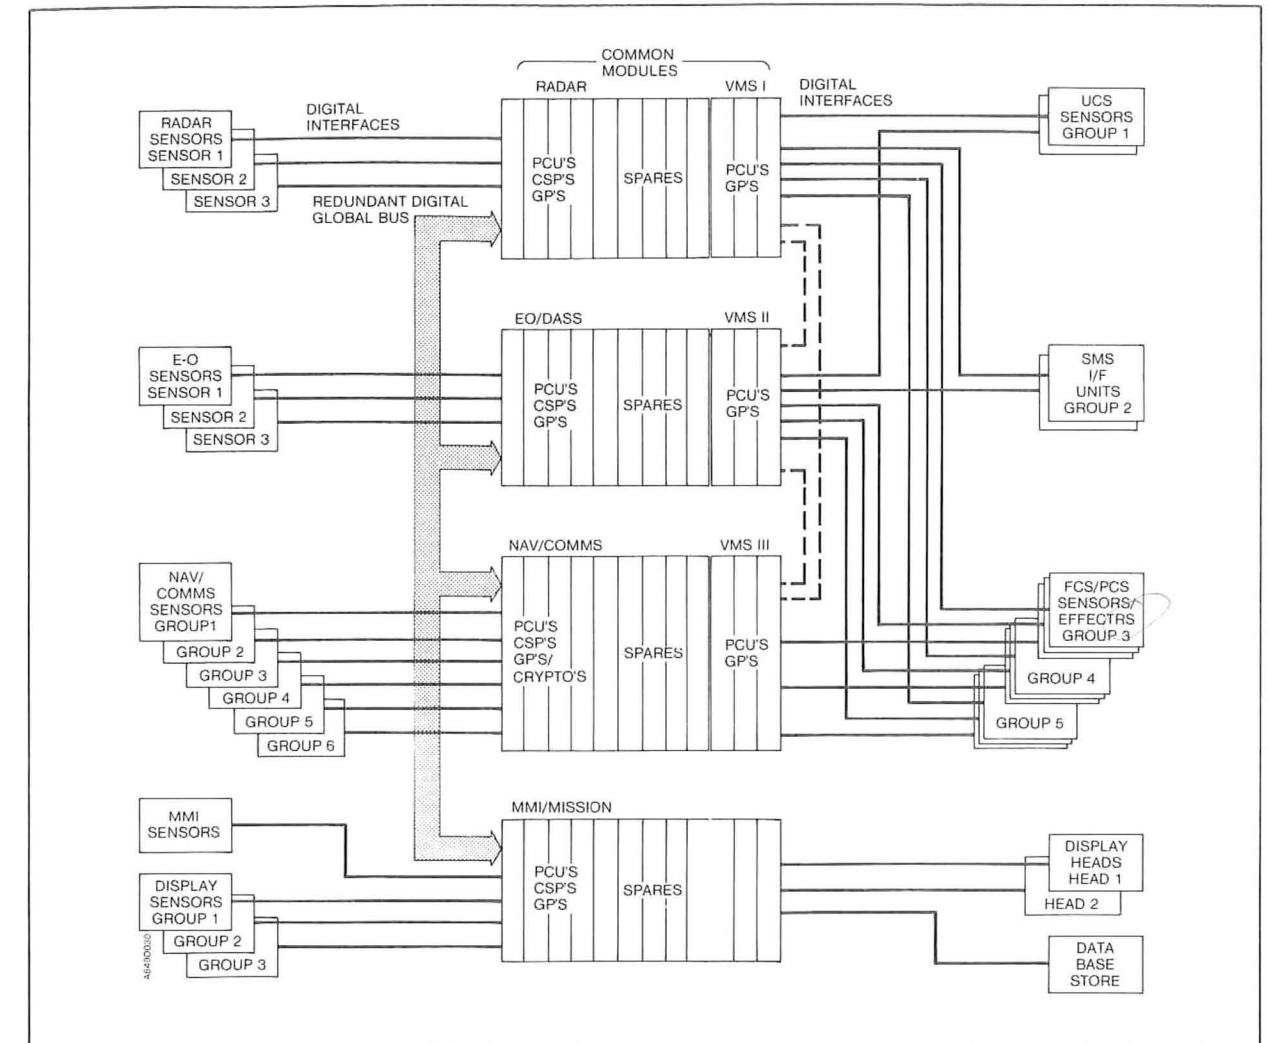 COMMON
MODULES
RADAR
VMS I
DIGITAL
INTERFACES
DIGITAL
INTERFACES
RADAR
SENSORS
SENSOR 1
SENSOR 2
SENSOR 3
REDUNDANT DIGITAL
GLOBAL BUS
PCU'S
CSP'S
GP'S
SPARES
PCU'S
GP'S
UCS
SENSORS
GROUP 1
EO/DASS
VMS II
E-O
SENSORS
SENSOR 1
SENSOR 2
SENSOR 3
PCU'S
CSP'S
GP'S
SPARES
PCU'S
GP'S
SMS
I/F
UNITS
GROUP 2
NAV/COMMS
VMS III
NAV/
COMMS
SENSORS
GROUP1
GROUP 2
GROUP 3
GROUP 4
GROUP 5
GROUP 6
PCU'S
CSP'S
GP'S/
CRYPTO'S
SPARES
PCU'S
GP'S
FCS/PCS
SENSORS/
EFFECTRS
GROUP 3
GROUP 4
GROUP 5
MMI/MISSION
MMI
SENSORS
DISPLAY
SENSORS
GROUP 1
GROUP 2
GROUP 3
PCU'S
CSP'S
GP'S
SPARES
DISPLAY
HEADS
HEAD 1
HEAD 2
DATA
BASE
STORE